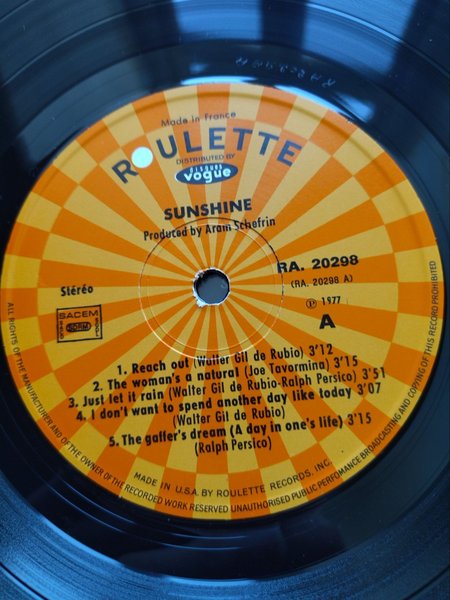 Made in France
ROULETTE
DISTRIBUTED BY
DISQUES
vogue
SUNSHINE
Produced by Aram Schefrin
RA. 20298
(RA. 20298 A)
Stéréo
℗ 1977
SACEM
SDRM
A
1. Reach out (Walter Gil de Rubio) 3'12
2. The woman's a natural (Joe Tavormina) 3'15
3. Just let it rain (Walter Gil de Rubio-Ralph Persico) 3'51
4. I don't want to spend another day like today 3'07
(Walter Gil de Rubio)
5. The gaffer's dream (A day in one's life) 3'15
(Ralph Persico)
MADE IN U.S.A. BY ROULETTE RECORDS, INC.
ALL RIGHTS OF THE MANUFACTURER AND OF THE OWNER OF THE RECORDED WORK RESERVED UNAUTHORISED PUBLIC PERFOMANCE BROADCASTING AND COPYING OF THIS RECORD PROHIBITED